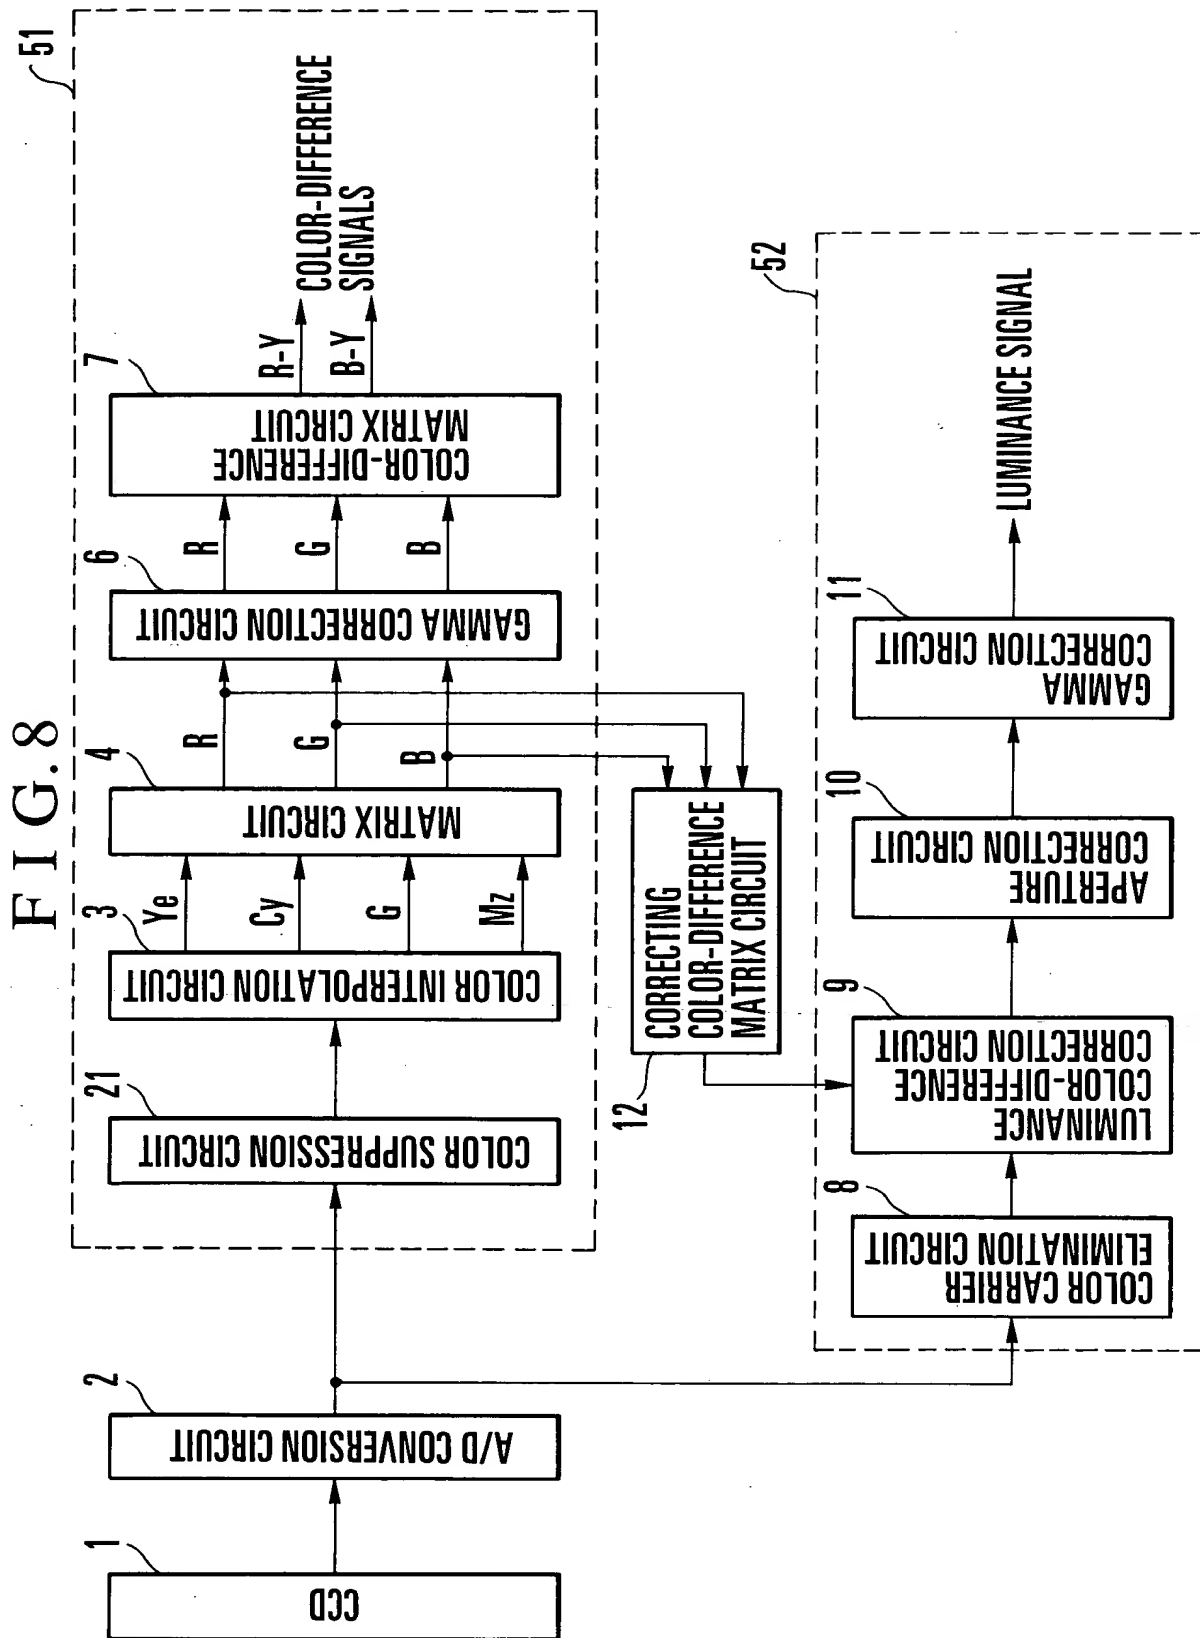 F I G. 8
51
1
CCD
2
A/D CONVERSION CIRCUIT
21
COLOR SUPPRESSION CIRCUIT
3
COLOR INTERPOLATION CIRCUIT
Ye
Cy
G
Mz
4
MATRIX CIRCUIT
R
G
B
6
GAMMA CORRECTION CIRCUIT
R
G
B
7
COLOR-DIFFERENCE
MATRIX CIRCUIT
R-Y
B-Y
COLOR-DIFFERENCE
SIGNALS
12
CORRECTING
COLOR-DIFFERENCE
MATRIX CIRCUIT
52
8
COLOR CARRIER
ELIMINATION CIRCUIT
9
LUMINANCE
COLOR-DIFFERENCE
CORRECTION CIRCUIT
10
APERTURE
CORRECTION CIRCUIT
11
GAMMA
CORRECTION CIRCUIT
LUMINANCE SIGNAL